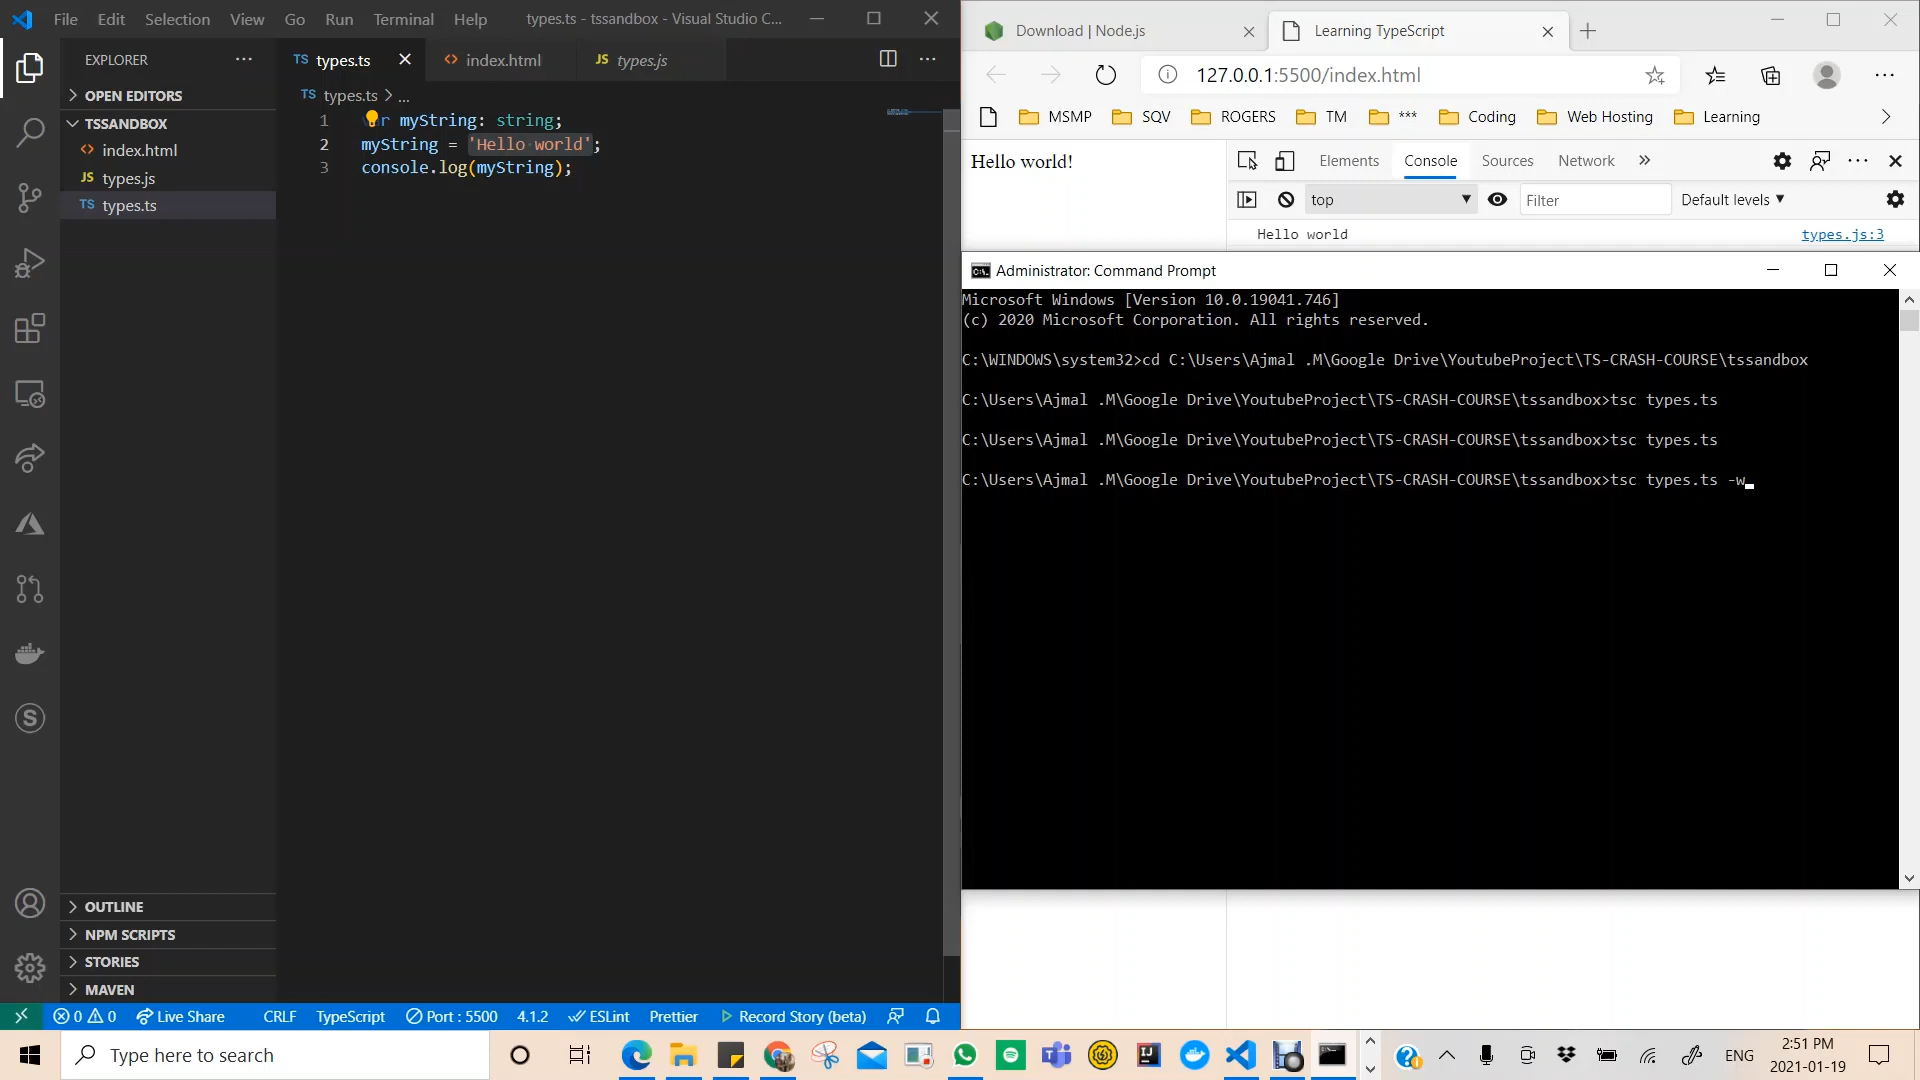 File Edit Selection View Go Run Terminal Help types.ts - tssandbox - Visual Studio C...
EXPLORER
OPEN EDITORS
TSSANDBOX
index.html
JS types.js
TS types.ts
OUTLINE
NPM SCRIPTS
STORIES
MAVEN
TS types.ts index.html JS types.js
TS types.ts > ...
1 r myString: string;
2 myString = 'Hello world';
3 console.log(myString);
0 0 Live Share CRLF TypeScript Port : 5500 4.1.2 ESLint Prettier Record Story (beta)
Download | Node.js Learning TypeScript
127.0.0.1:5500/index.html
MSMP SQV ROGERS TM *** Coding Web Hosting Learning
Hello world!
Elements Console Sources Network
top Filter Default levels
Hello world types.js:3
Administrator: Command Prompt
Microsoft Windows [Version 10.0.19041.746]
(c) 2020 Microsoft Corporation. All rights reserved.
C:\WINDOWS\system32>cd C:\Users\Ajmal .M\Google Drive\YoutubeProject\TS-CRASH-COURSE\tssandbox
C:\Users\Ajmal .M\Google Drive\YoutubeProject\TS-CRASH-COURSE\tssandbox>tsc types.ts
C:\Users\Ajmal .M\Google Drive\YoutubeProject\TS-CRASH-COURSE\tssandbox>tsc types.ts
C:\Users\Ajmal .M\Google Drive\YoutubeProject\TS-CRASH-COURSE\tssandbox>tsc types.ts -w
Type here to search
ENG
2:51 PM
2021-01-19